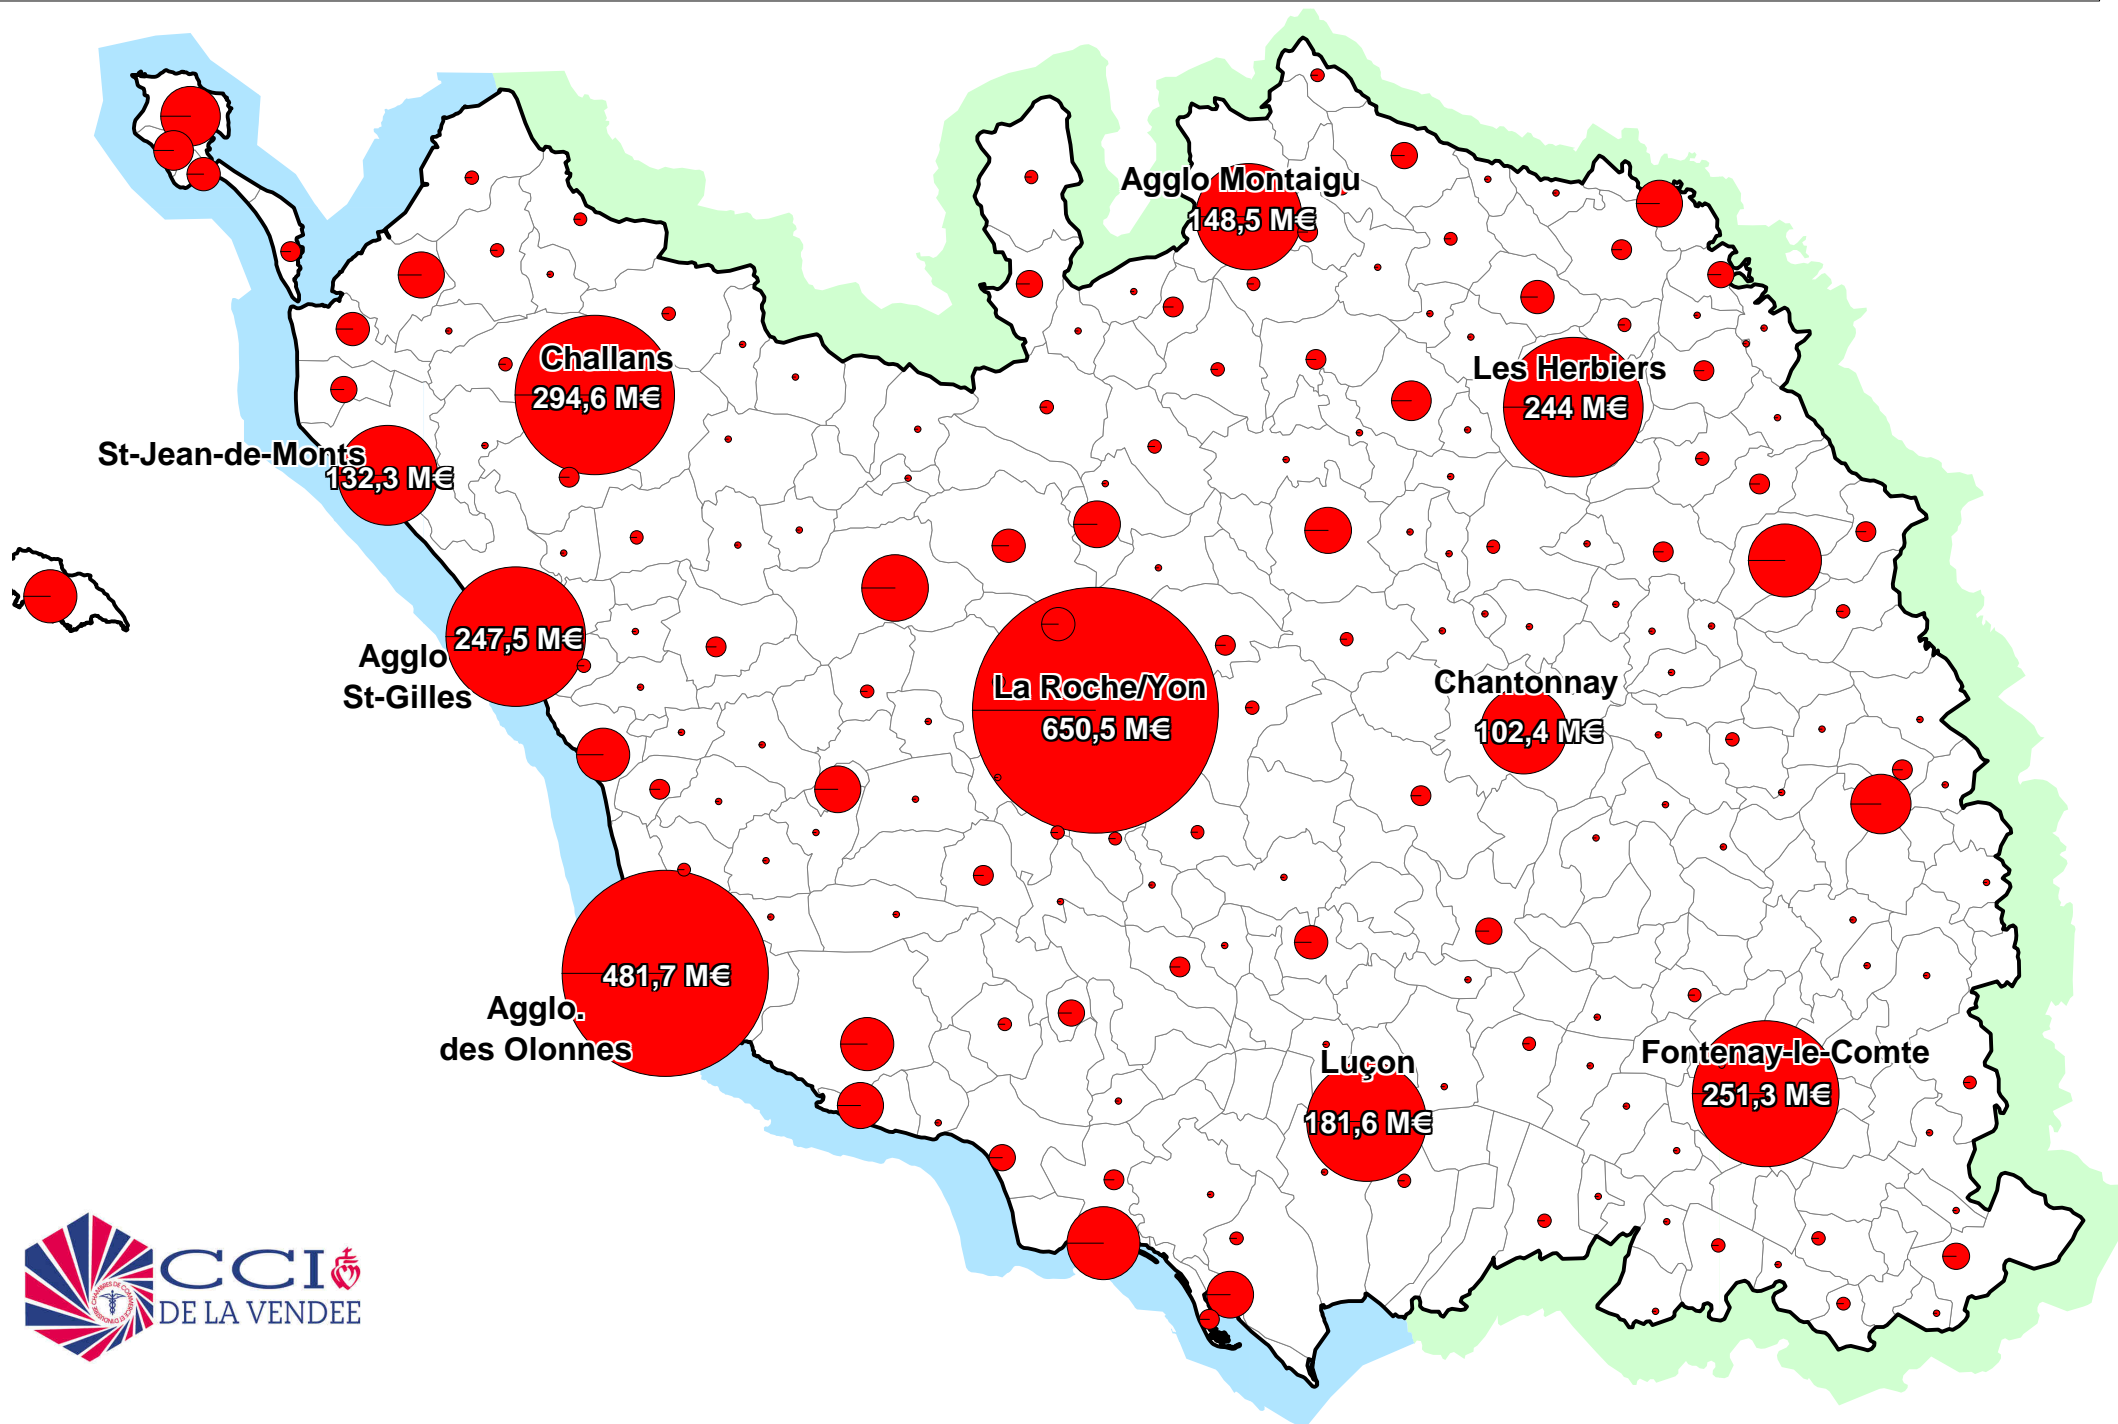 Agglo Montaigu
148,5 M€
Challans
294,6 M€
Les Herbiers
244 M€
St-Jean-de-Monts
132,3 M€
247,5 M€
Agglo
St-Gilles
La Roche/Yon
650,5 M€
Chantonnay
102,4 M€
481,7 M€
Agglo.
des Olonnes
Luçon
181,6 M€
Fontenay-le-Comte
251,3 M€
CCI
DE LA VENDEE